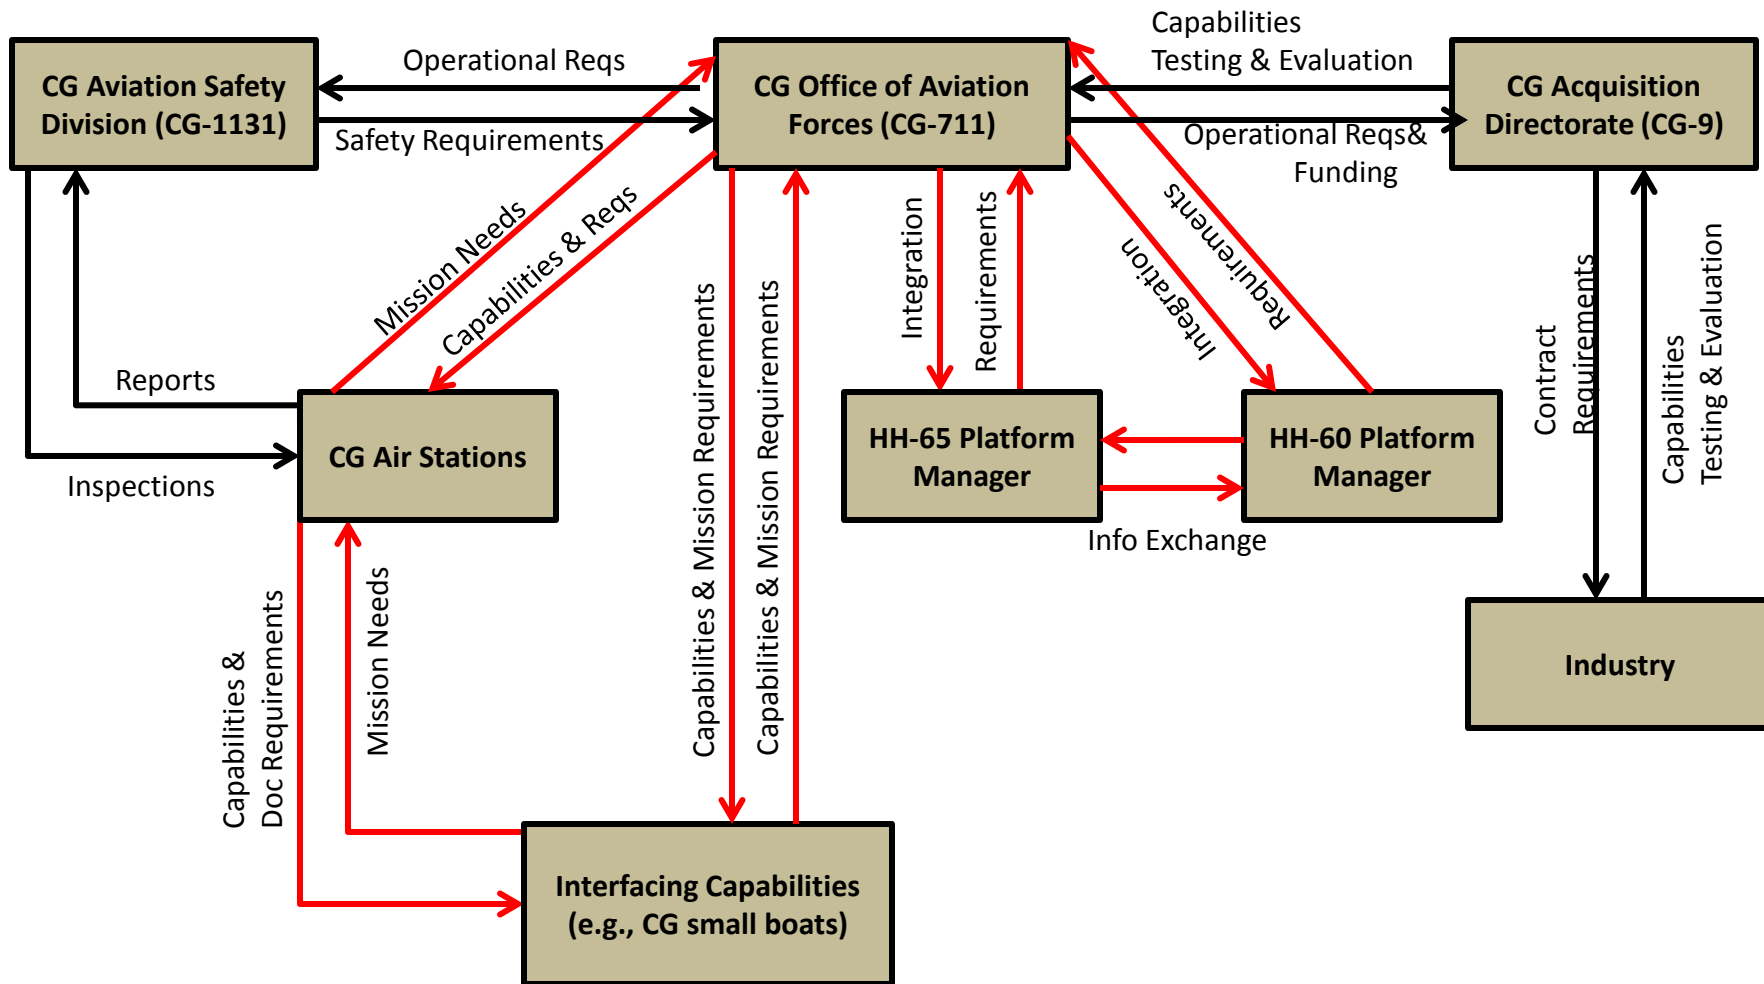 Capabilities
Testing & Evaluation
Operational Reqs
CG Aviation Safety
Division (CG-1131)
CG Office of Aviation
Forces (CG-711)
CG Acquisition
Directorate (CG-9)
Safety Requirements
Operational Reqs&
Funding
Mission Needs
Capabilities & Reqs
Integration
Requirements
Integration
Requirements
Contract
Requirements
Capabilities
Testing & Evaluation
Reports
CG Air Stations
Inspections
HH-65 Platform
Manager
HH-60 Platform
Manager
Info Exchange
Capabilities & Mission Requirements
Capabilities & Mission Requirements
Capabilities &
Doc Requirements
Mission Needs
Industry
Interfacing Capabilities
(e.g., CG small boats)